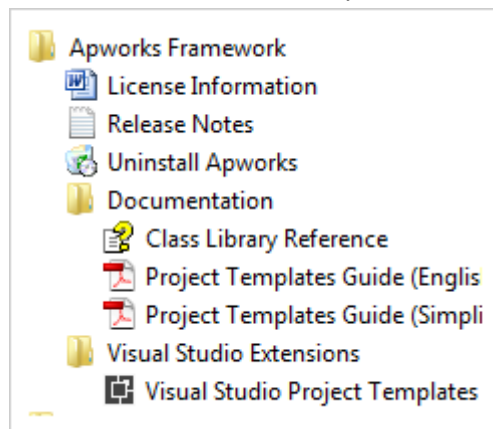 Apworks Framework
License Information
Release Notes
Uninstall Apworks
Documentation
Class Library Reference
Project Templates Guide (Englis
Project Templates Guide (Simpli
Visual Studio Extensions
Visual Studio Project Templates